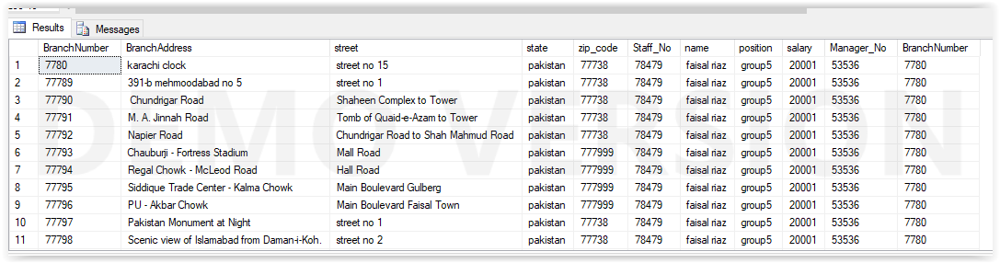 Results Messages
BranchNumber BranchAddress street state zip_code Staff_No name position salary Manager_No BranchNumber
1 7780 karachi clock street no 15 pakistan 77738 78479 faisal riaz group5 20001 53536 7780
2 77789 391-b mehmoodabad no 5 street no 1 pakistan 77738 78479 faisal riaz group5 20001 53536 7780
3 77790 Chundrigar Road Shaheen Complex to Tower pakistan 77738 78479 faisal riaz group5 20001 53536 7780
4 77791 M. A. Jinnah Road Tomb of Quaid-e-Azam to Tower pakistan 77738 78479 faisal riaz group5 20001 53536 7780
5 77792 Napier Road Chundrigar Road to Shah Mahmud Road pakistan 77738 78479 faisal riaz group5 20001 53536 7780
6 77793 Chauburji - Fortress Stadium Mall Road pakistan 777999 78479 faisal riaz group5 20001 53536 7780
7 77794 Regal Chowk - McLeod Road Hall Road pakistan 777999 78479 faisal riaz group5 20001 53536 7780
8 77795 Siddique Trade Center - Kalma Chowk Main Boulevard Gulberg pakistan 777999 78479 faisal riaz group5 20001 53536 7780
9 77796 PU - Akbar Chowk Main Boulevard Faisal Town pakistan 777999 78479 faisal riaz group5 20001 53536 7780
10 77797 Pakistan Monument at Night street no 1 pakistan 77738 78479 faisal riaz group5 20001 53536 7780
11 77798 Scenic view of Islamabad from Daman-i-Koh. street no 2 pakistan 77738 78479 faisal riaz group5 20001 53536 7780
DEMO VERSION